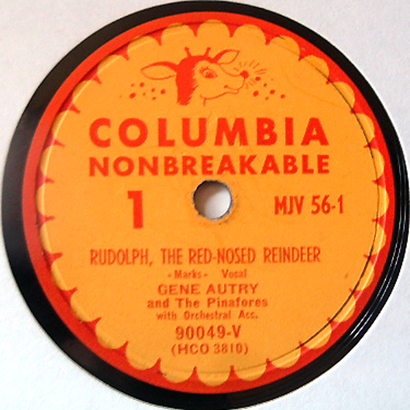 COLUMBIA
NONBREAKABLE
1 MJV 56-1
RUDOLPH, THE RED-NOSED REINDEER
-Marks- Vocal
GENE AUTRY
and The Pinafores
with Orchestral Acc.
90049-V
(HCO 3810)